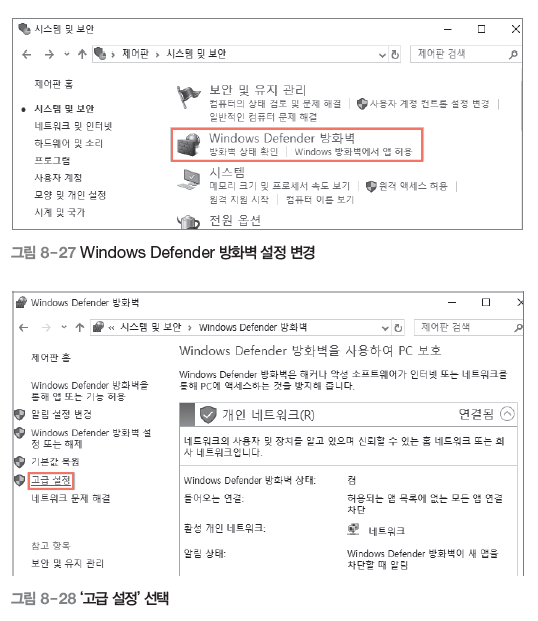 시스템 및 보안
제어판 › 시스템 및 보안
제어판 검색
제어판 홈
시스템 및 보안
네트워크 및 인터넷
하드웨어 및 소리
프로그램
사용자 계정
모양 및 개인 설정
시계 및 국가
보안 및 유지 관리
컴퓨터의 상태 검토 및 문제 해결 | 사용자 계정 컨트롤 설정 변경 |
일반적인 컴퓨터 문제 해결
Windows Defender 방화벽
방화벽 상태 확인 | Windows 방화벽에서 앱 허용
시스템
메모리 크기 및 프로세서 속도 보기 | 원격 액세스 허용 |
원격 지원 시작 | 컴퓨터 이름 보기
전원 옵션
그림 8-27 Windows Defender 방화벽 설정 변경
Windows Defender 방화벽
« 시스템 및 보안 › Windows Defender 방화벽
제어판 검색
제어판 홈
Windows Defender 방화벽을
통해 앱 또는 기능 허용
알림 설정 변경
Windows Defender 방화벽 설
정 또는 해제
기본값 복원
고급 설정
네트워크 문제 해결
참고 항목
보안 및 유지 관리
Windows Defender 방화벽을 사용하여 PC 보호
Windows Defender 방화벽은 해커나 악성 소프트웨어가 인터넷 또는 네트워크를
통해 PC에 액세스하는 것을 방지해 줍니다.
개인 네트워크(R)
연결됨
네트워크의 사용자 및 장치를 알고 있으며 신뢰할 수 있는 홈 네트워크 또는 회
사 네트워크입니다.
Windows Defender 방화벽 상태: 켬
들어오는 연결: 허용되는 앱 목록에 없는 모든 앱 연결
차단
활성 개인 네트워크: 네트워크
알림 상태: Windows Defender 방화벽이 새 앱을
차단할 때 알림
그림 8-28 '고급 설정' 선택